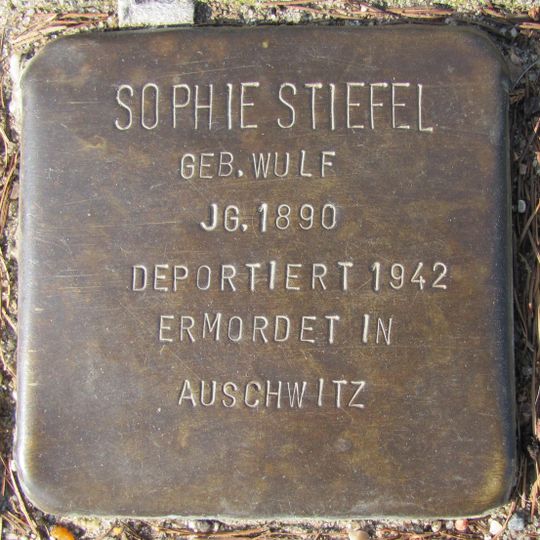 SOPHIE STIEFEL
GEB. WULF
JG. 1890
DEPORTIERT 1942
ERMORDET IN
AUSCHWITZ